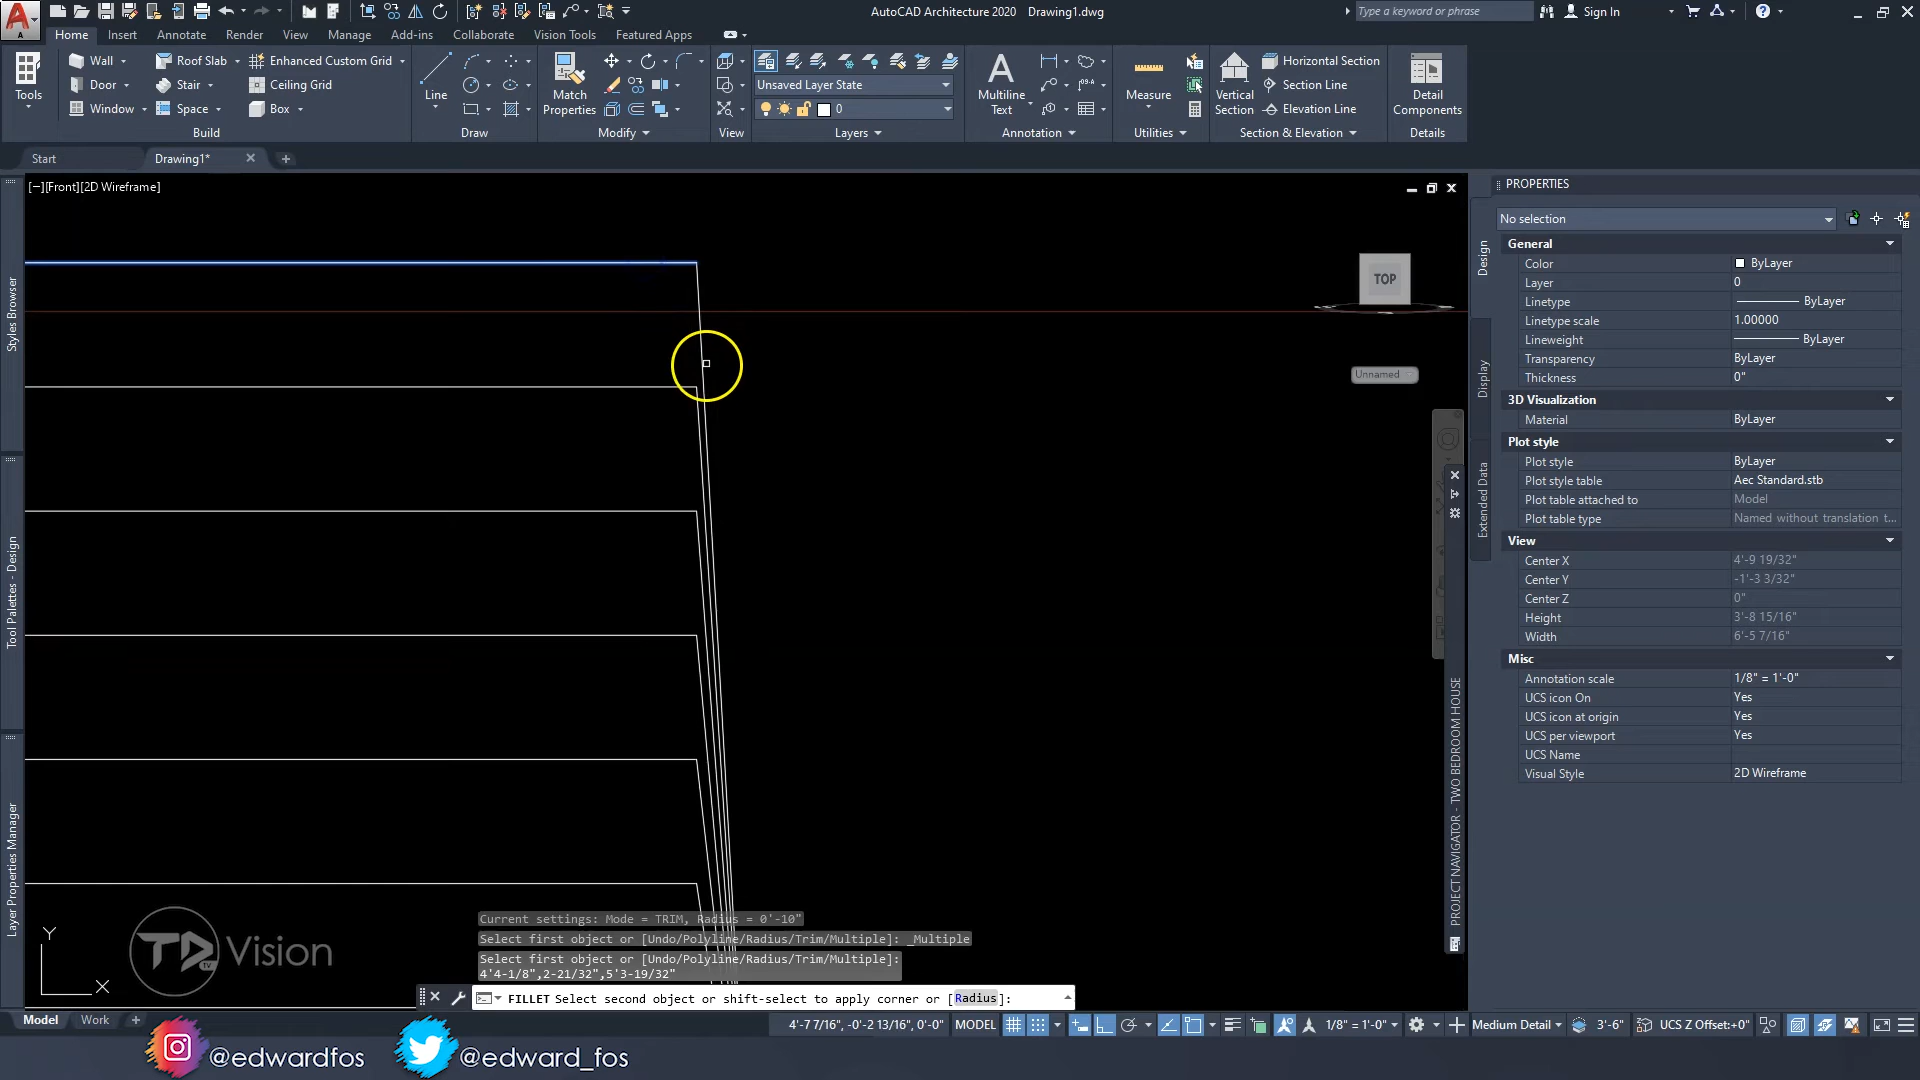 AutoCAD Architecture 2020 Drawing1.dwg
Type a keyword or phrase
Sign In
A
Home Insert Annotate Render View Manage Add-ins Collaborate Vision Tools Featured Apps
Tools
Wall
Door
Window
Roof Slab
Stair
Space
Enhanced Custom Grid
Ceiling Grid
Box
Build
Line
Draw
Match
Properties
Modify
View
Unsaved Layer State
0
Layers
Multiline
Text
Annotation
Measure
Utilities
Vertical
Section
Horizontal Section
Section Line
Elevation Line
Section & Elevation
Detail
Components
Details
Start
Drawing1*
[−][Front][2D Wireframe]
Styles Browser
Tool Palettes - Design
Layer Properties Manager
TOP
Unnamed
PROJECT NAVIGATOR - TWO BEDROOM HOUSE
Design
Display
Extended Data
PROPERTIES
No selection
General
Color ByLayer
Layer 0
Linetype ByLayer
Linetype scale 1.00000
Lineweight ByLayer
Transparency ByLayer
Thickness 0"
3D Visualization
Material ByLayer
Plot style
Plot style ByLayer
Plot style table Aec Standard.stb
Plot table attached to Model
Plot table type Named without translation t...
View
Center X 4'-9 19/32"
Center Y -1'-3 3/32"
Center Z 0"
Height 3'-8 15/16"
Width 6'-5 7/16"
Misc
Annotation scale 1/8" = 1'-0"
UCS icon On Yes
UCS icon at origin Yes
UCS per viewport Yes
UCS Name
Visual Style 2D Wireframe
Y
X
TD TV Vision
Current settings: Mode = TRIM, Radius = 0'-10"
Select first object or [Undo/Polyline/Radius/Trim/Multiple]: _Multiple
Select first object or [Undo/Polyline/Radius/Trim/Multiple]:
4'4-1/8",2-21/32",5'3-19/32"
FILLET Select second object or shift-select to apply corner or [Radius]:
Model Work
4'-7 7/16", -0'-2 13/16", 0'-0" MODEL 1/8" = 1'-0" Medium Detail 3'-6" UCS Z Offset:+0"
@edwardfos @edward_fos